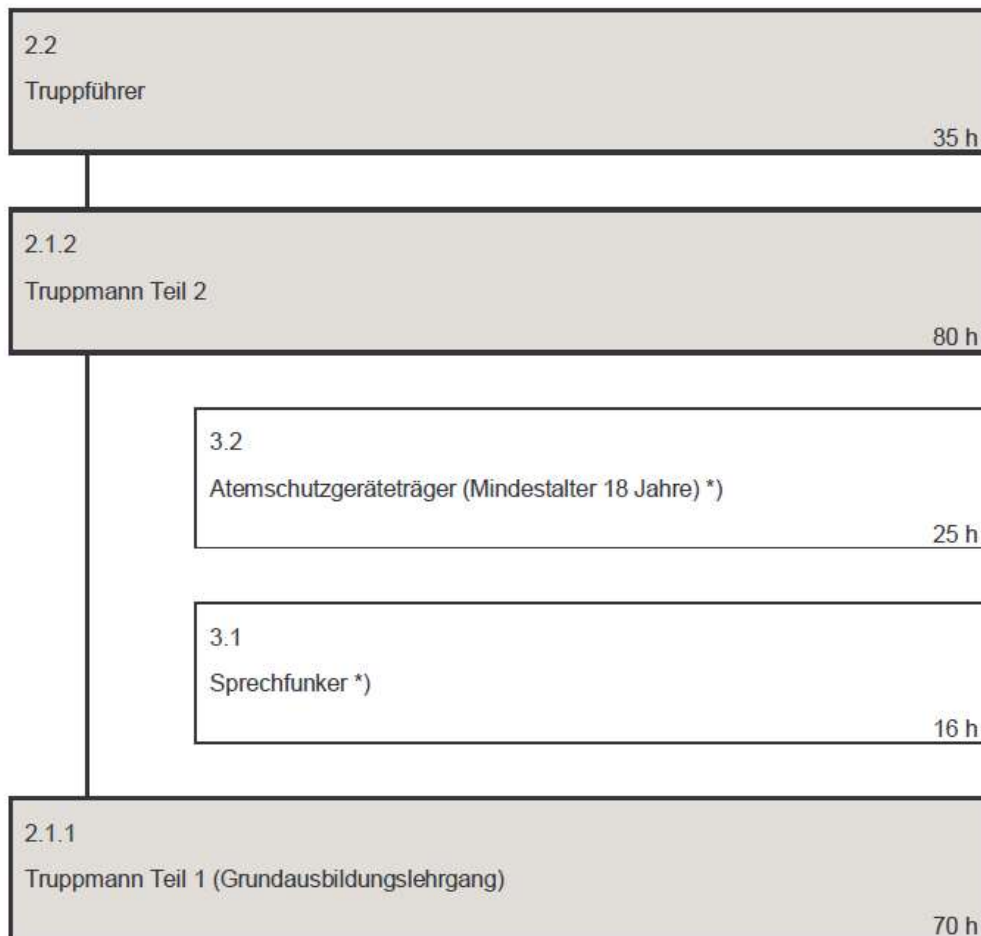 2.2
Truppführer
35 h
2.1.2
Truppmann Teil 2
80 h
3.2
Atemschutzgeräteträger (Mindestalter 18 Jahre) *)
25 h
3.1
Sprechfunker *)
16 h
2.1.1
Truppmann Teil 1 (Grundausbildungslehrgang)
70 h